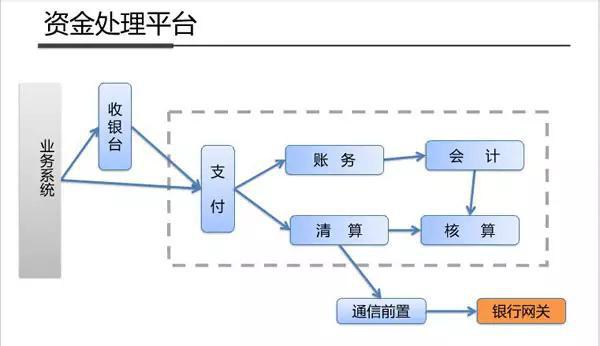 资金处理平台
业务系统
收银台
支付
账务
会计
清算
核算
通信前置
银行网关